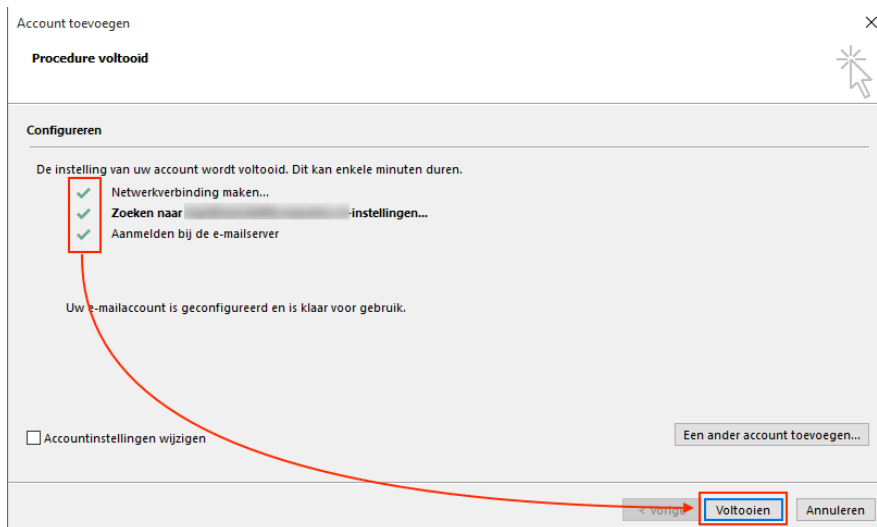 Account toevoegen
Procedure voltooid
Configureren
De instelling van uw account wordt voltooid. Dit kan enkele minuten duren.
Netwerkverbinding maken...
Zoeken naar -instellingen...
Aanmelden bij de e-mailserver
Uw e-mailaccount is geconfigureerd en is klaar voor gebruik.
Accountinstellingen wijzigen
Een ander account toevoegen...
< Vorige Voltooien Annuleren